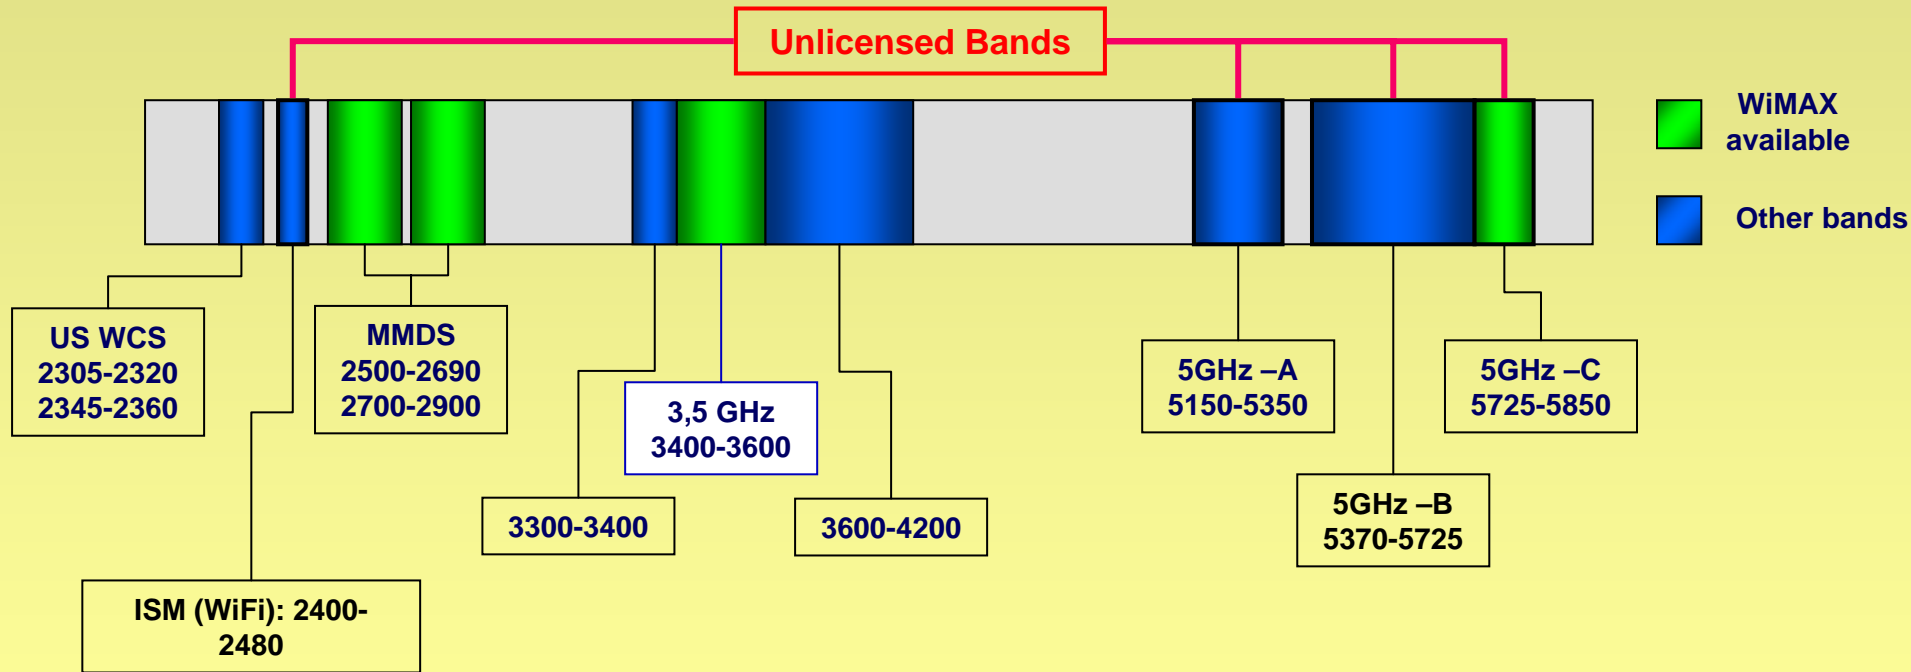 Unlicensed Bands
WiMAX
available
Other bands
US WCS
2305-2320
2345-2360
MMDS
2500-2690
2700-2900
3,5 GHz
3400-3600
5GHz –A
5150-5350
5GHz –C
5725-5850
3300-3400
3600-4200
5GHz –B
5370-5725
ISM (WiFi): 2400-
2480